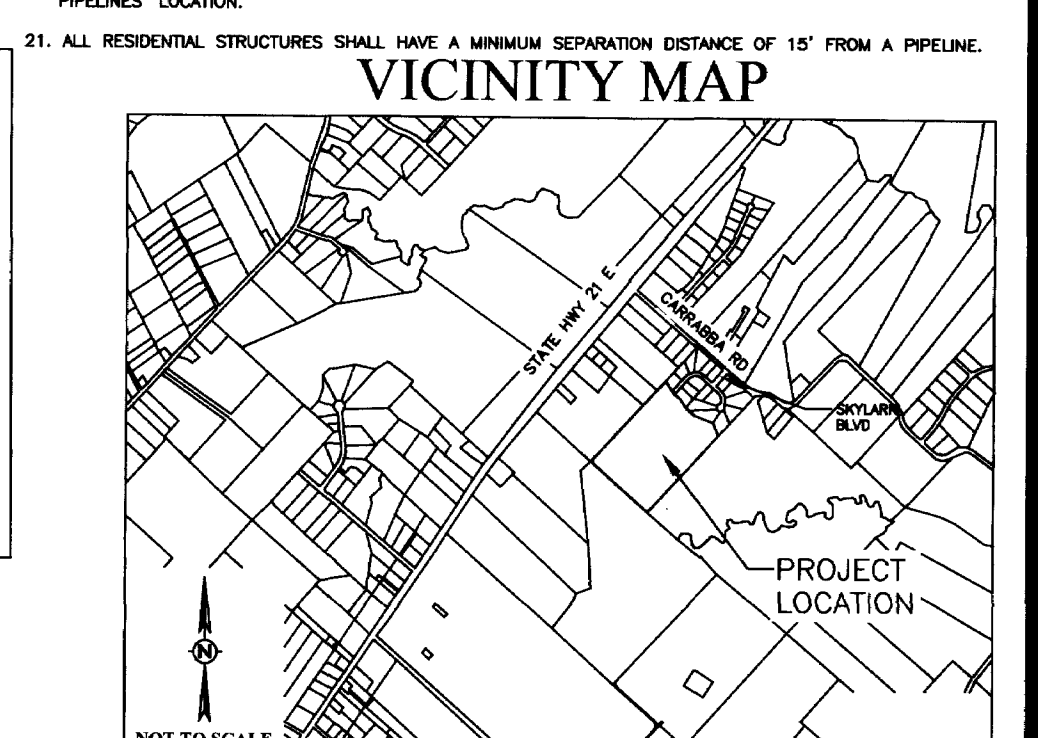 PIPELINES' LOCATION.
21. ALL RESIDENTIAL STRUCTURES SHALL HAVE A MINIMUM SEPARATION DISTANCE OF 15' FROM A PIPELINE.
VICINITY MAP
STATE HWY 21 E
CARRABBA RD
SKYLARK
BLVD
PROJECT
LOCATION
N
NOT TO SCALE